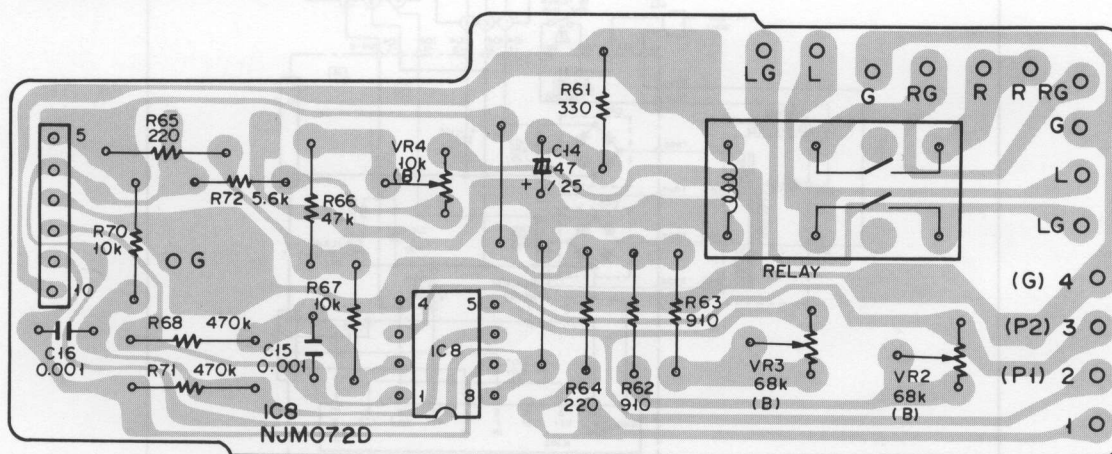 LG L G RG R R RG
G
L
LG
(G) 4
(P2) 3
(P1) 2
1
5
10
R65
220
R72 5.6k
R70
10k
G
R66
47k
VR4
10k
(B)
C14
47
/25
+
R61
330
RELAY
R67
10k
R68 470k
R71 470k
C16
0.001
C15
0.001
4 5
IC8
1 8
IC8
NJM072D
R63
910
R64
220
R62
910
VR3
68k
(B)
VR2
68k
(B)